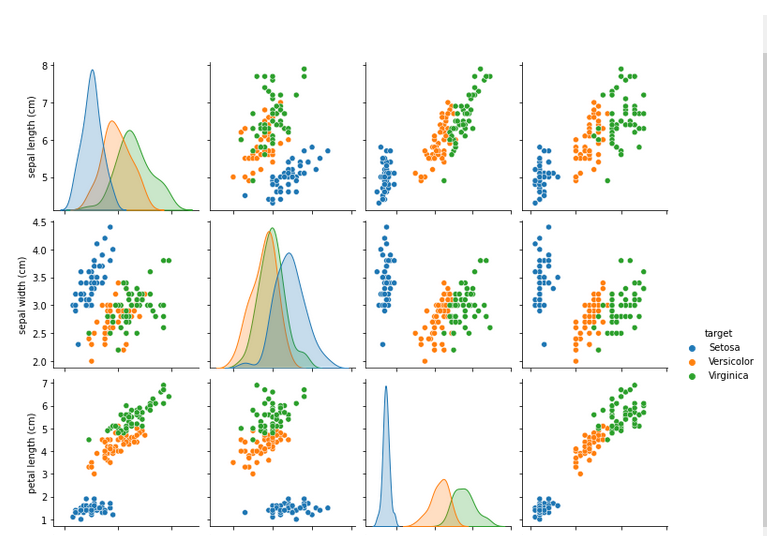 8
7
6
5
sepal length (cm)
4.5
4.0
3.5
3.0
2.5
2.0
sepal width (cm)
target
Setosa
Versicolor
Virginica
7
6
5
4
3
2
1
petal length (cm)